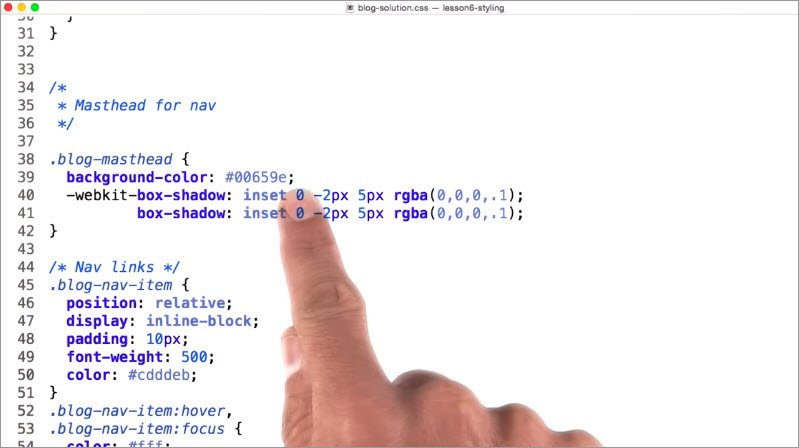 blog-solution.css — lesson6-styling
30 }
31 }
32
33
34 /*
35 * Masthead for nav
36 */
37
38 .blog-masthead {
39 background-color: #00659e;
40 -webkit-box-shadow: inset 0 -2px 5px rgba(0,0,0,.1);
41 box-shadow: inset 0 -2px 5px rgba(0,0,0,.1);
42 }
43
44 /* Nav links */
45 .blog-nav-item {
46 position: relative;
47 display: inline-block;
48 padding: 10px;
49 font-weight: 500;
50 color: #cdddeb;
51 }
52 .blog-nav-item:hover,
53 .blog-nav-item:focus {
54 color: #fff;